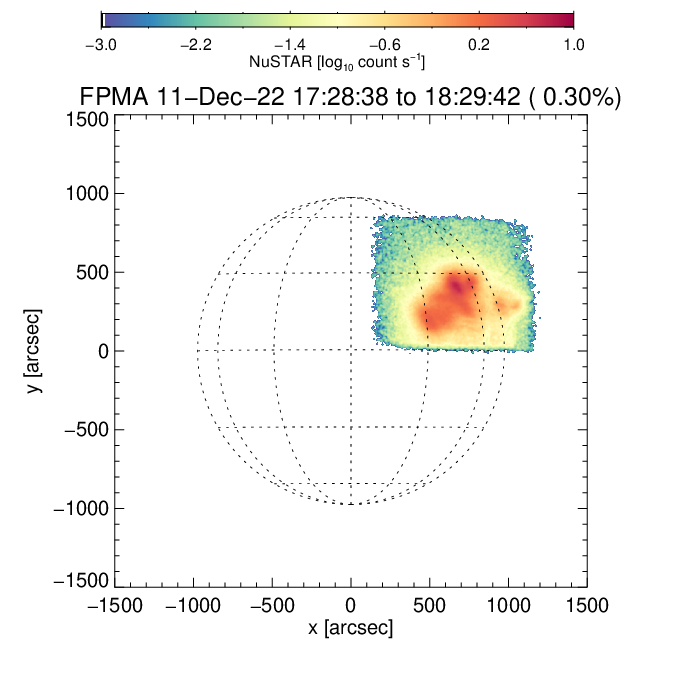 −3.0 −2.2 −1.4 −0.6 0.2 1.0
NuSTAR [log₁₀ count s⁻¹]
FPMA 11−Dec−22 17:28:38 to 18:29:42 ( 0.30%)
1500
1000
500
0
−500
−1000
−1500
y [arcsec]
−1500 −1000 −500 0 500 1000 1500
x [arcsec]